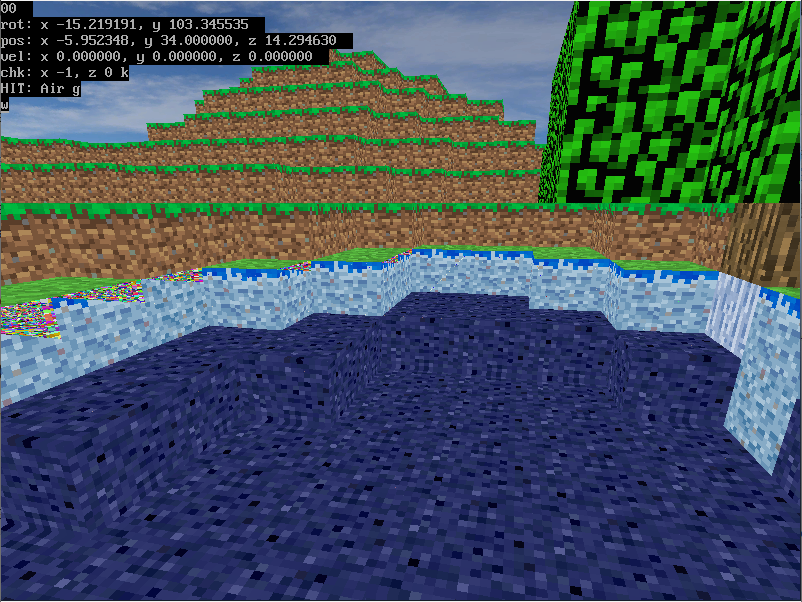 00
rot: x -15.219191, y 103.345535
pos: x -5.952348, y 34.000000, z 14.294630
vel: x 0.000000, y 0.000000, z 0.000000
chk: x -1, z 0 k
HIT: Air g
w